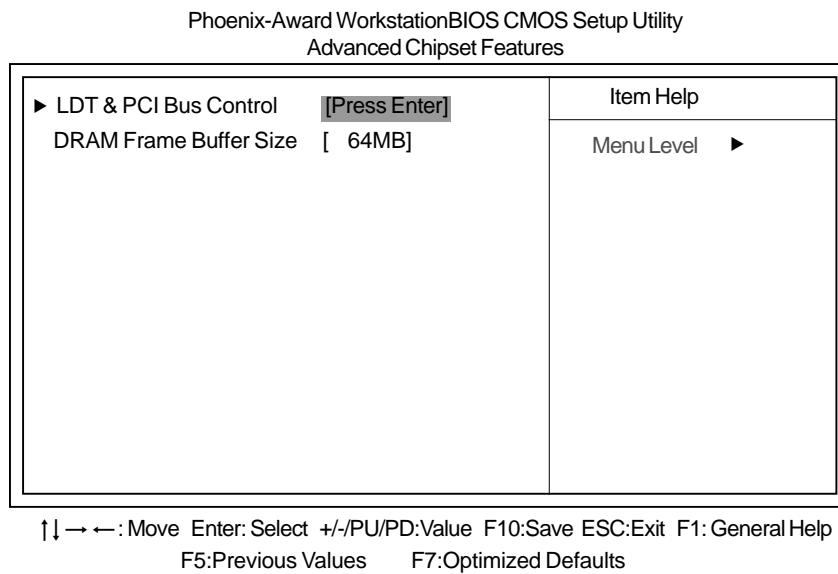 Phoenix-Award WorkstationBIOS CMOS Setup Utility
Advanced Chipset Features
▶ LDT & PCI Bus Control [Press Enter]
DRAM Frame Buffer Size [ 64MB]
Item Help
Menu Level ▶
↑↓→←: Move Enter: Select +/-/PU/PD:Value F10:Save ESC:Exit F1: General Help
F5:Previous Values F7:Optimized Defaults